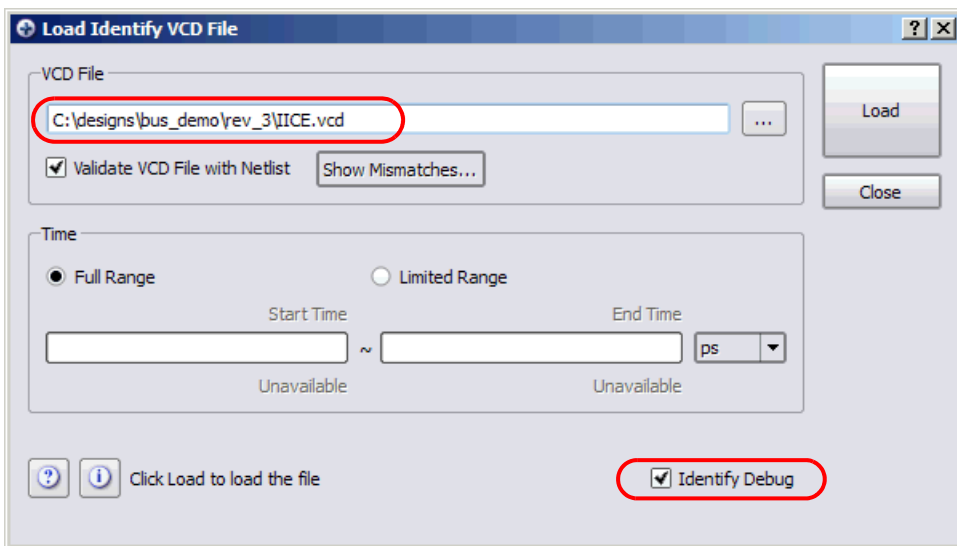 Load Identify VCD File
?
VCD File
C:\designs\bus_demo\rev_3\IICE.vcd
...
Load
Validate VCD File with Netlist
Show Mismatches...
Close
Time
Full Range
Limited Range
Start Time
End Time
~
ps
Unavailable
Unavailable
? i Click Load to load the file
Identify Debug